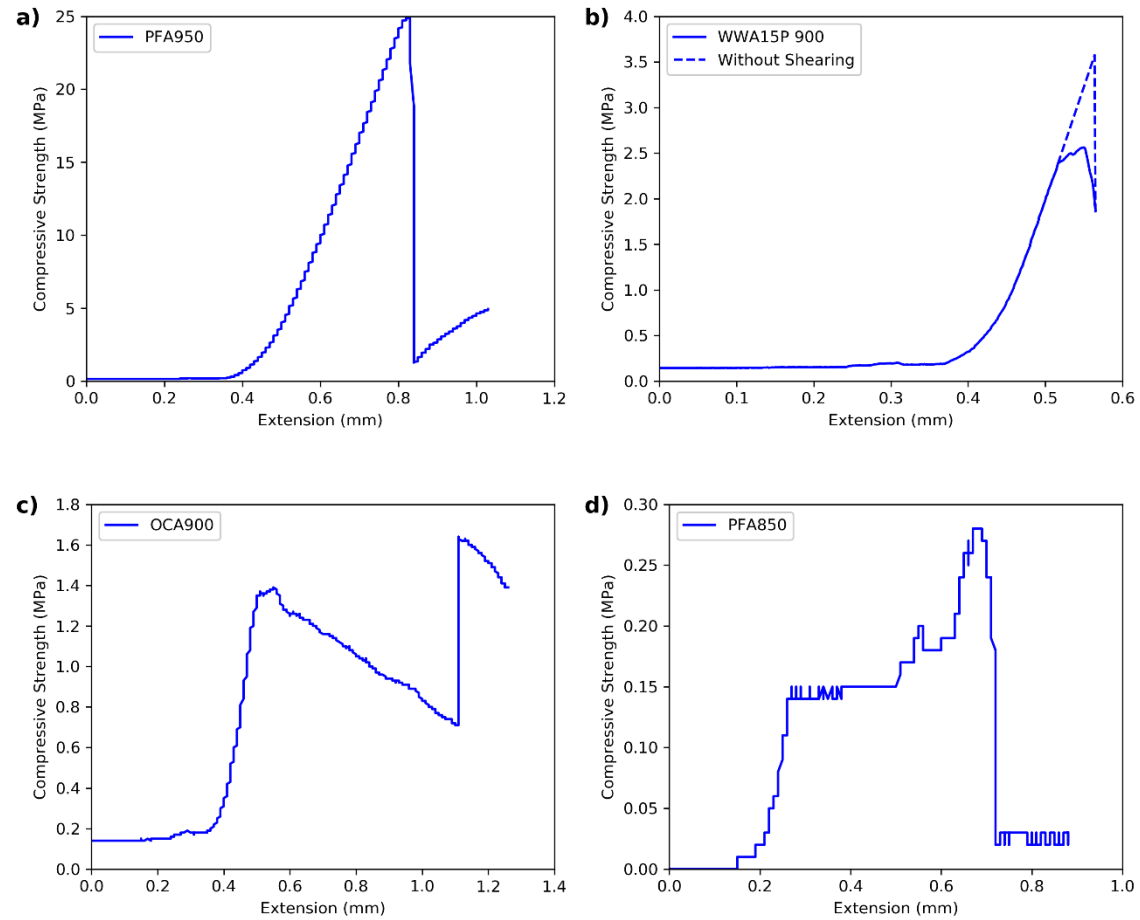 a)
PFA950
25
20
15
10
5
0
Compressive Strength (MPa)
0.0 0.2 0.4 0.6 0.8 1.0 1.2
Extension (mm)
b)
WWA15P 900
Without Shearing
4.0
3.5
3.0
2.5
2.0
1.5
1.0
0.5
0.0
Compressive Strength (MPa)
0.0 0.1 0.2 0.3 0.4 0.5 0.6
Extension (mm)
c)
OCA900
1.8
1.6
1.4
1.2
1.0
0.8
0.6
0.4
0.2
0.0
Compressive Strength (MPa)
0.0 0.2 0.4 0.6 0.8 1.0 1.2 1.4
Extension (mm)
d)
PFA850
0.30
0.25
0.20
0.15
0.10
0.05
0.00
Compressive Strength (MPa)
0.0 0.2 0.4 0.6 0.8 1.0
Extension (mm)